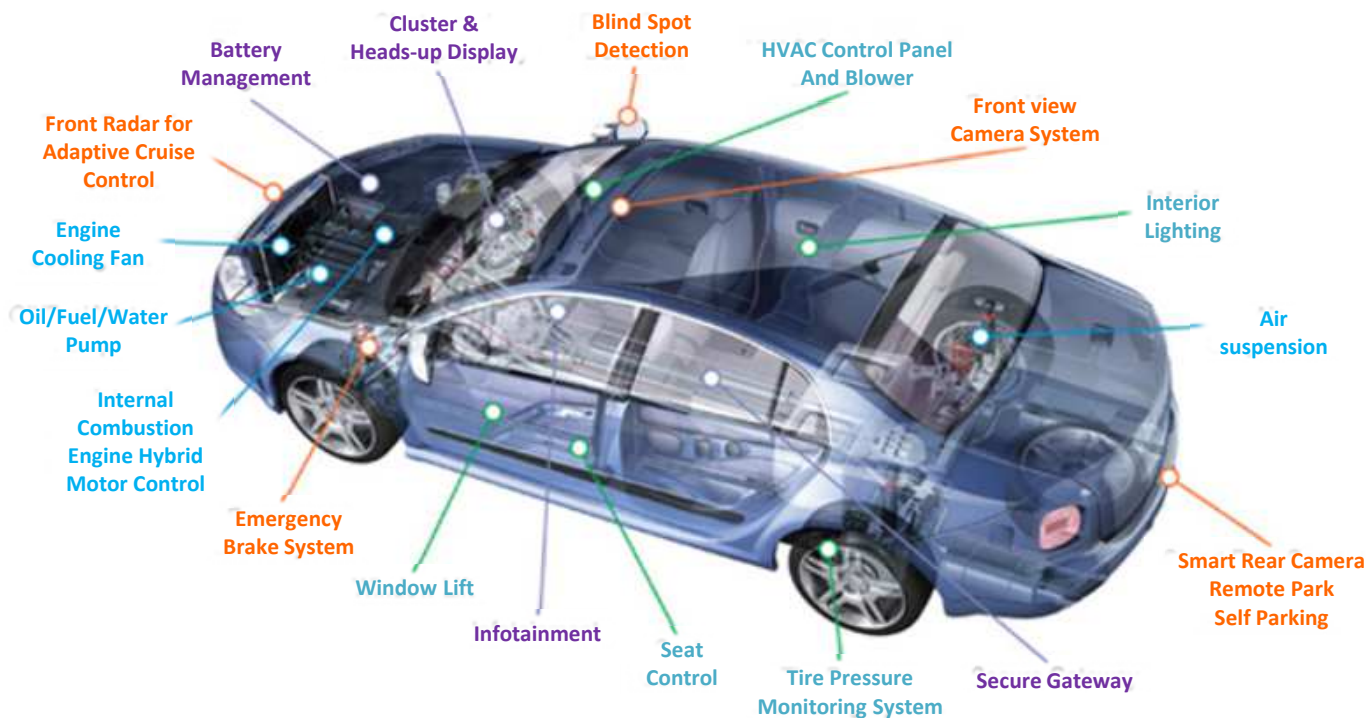 Cluster &
Heads-up Display
Blind Spot
Detection
Battery
Management
HVAC Control Panel
And Blower
Front view
Camera System
Front Radar for
Adaptive Cruise
Control
Interior
Lighting
Engine
Cooling Fan
Oil/Fuel/Water
Pump
Air
suspension
Internal
Combustion
Engine Hybrid
Motor Control
Emergency
Brake System
Window Lift
Infotainment
Seat
Control
Tire Pressure
Monitoring System
Secure Gateway
Smart Rear Camera
Remote Park
Self Parking